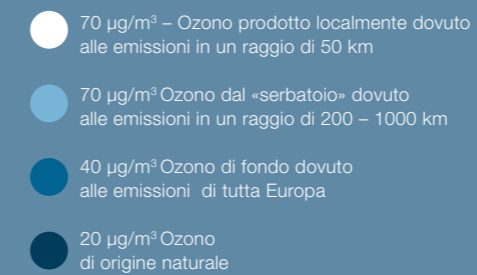 70 µg/m³ – Ozono prodotto localmente dovuto
alle emissioni in un raggio di 50 km
70 µg/m³ Ozono dal «serbatoio» dovuto
alle emissioni in un raggio di 200 – 1000 km
40 µg/m³ Ozono di fondo dovuto
alle emissioni di tutta Europa
20 µg/m³ Ozono
di origine naturale